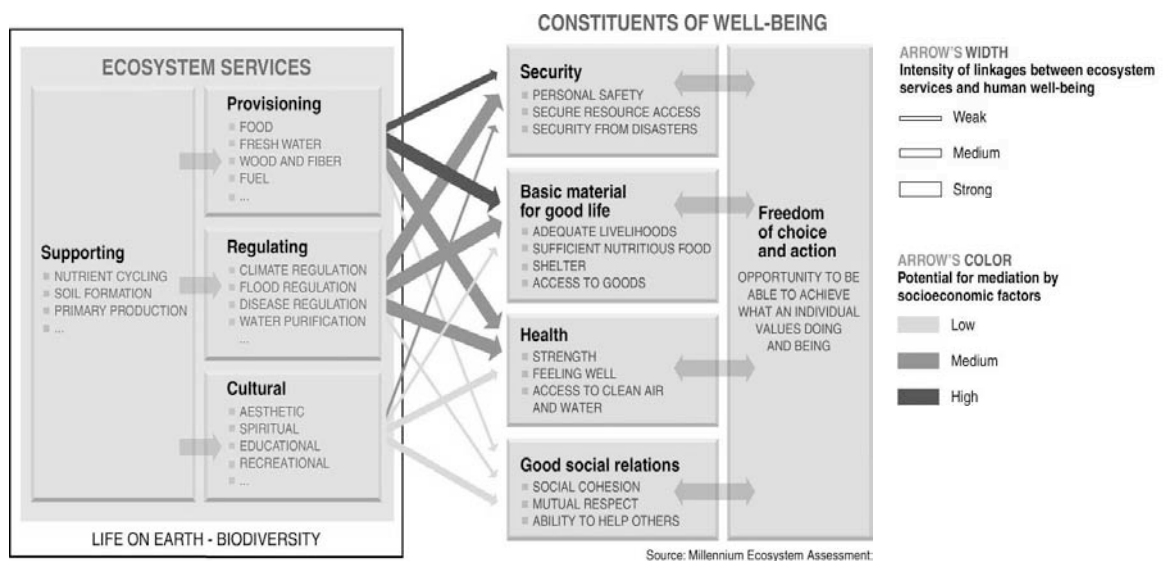 CONSTITUENTS OF WELL-BEING
ECOSYSTEM SERVICES
Supporting
■ NUTRIENT CYCLING
■ SOIL FORMATION
■ PRIMARY PRODUCTION
■ ...
Provisioning
■ FOOD
■ FRESH WATER
■ WOOD AND FIBER
■ FUEL
■ ...
Regulating
■ CLIMATE REGULATION
■ FLOOD REGULATION
■ DISEASE REGULATION
■ WATER PURIFICATION
■ ...
Cultural
■ AESTHETIC
■ SPIRITUAL
■ EDUCATIONAL
■ RECREATIONAL
■ ...
LIFE ON EARTH - BIODIVERSITY
Security
■ PERSONAL SAFETY
■ SECURE RESOURCE ACCESS
■ SECURITY FROM DISASTERS
Basic material
for good life
■ ADEQUATE LIVELIHOODS
■ SUFFICIENT NUTRITIOUS FOOD
■ SHELTER
■ ACCESS TO GOODS
Health
■ STRENGTH
■ FEELING WELL
■ ACCESS TO CLEAN AIR
AND WATER
Good social relations
■ SOCIAL COHESION
■ MUTUAL RESPECT
■ ABILITY TO HELP OTHERS
Freedom
of choice
and action
OPPORTUNITY TO BE
ABLE TO ACHIEVE
WHAT AN INDIVIDUAL
VALUES DOING
AND BEING
Source: Millennium Ecosystem Assessment
ARROW'S WIDTH
Intensity of linkages between ecosystem
services and human well-being
Weak
Medium
Strong
ARROW'S COLOR
Potential for mediation by
socioeconomic factors
Low
Medium
High